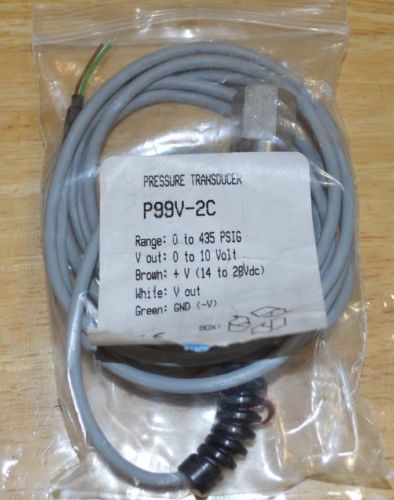 PRESSURE TRANSDUCER
P99V-2C
Range: 0 to 435 PSIG
V out: 0 to 10 Volt
Brown: + V (14 to 28Vdc)
White: V out
Green: GND (-V)
BOX: